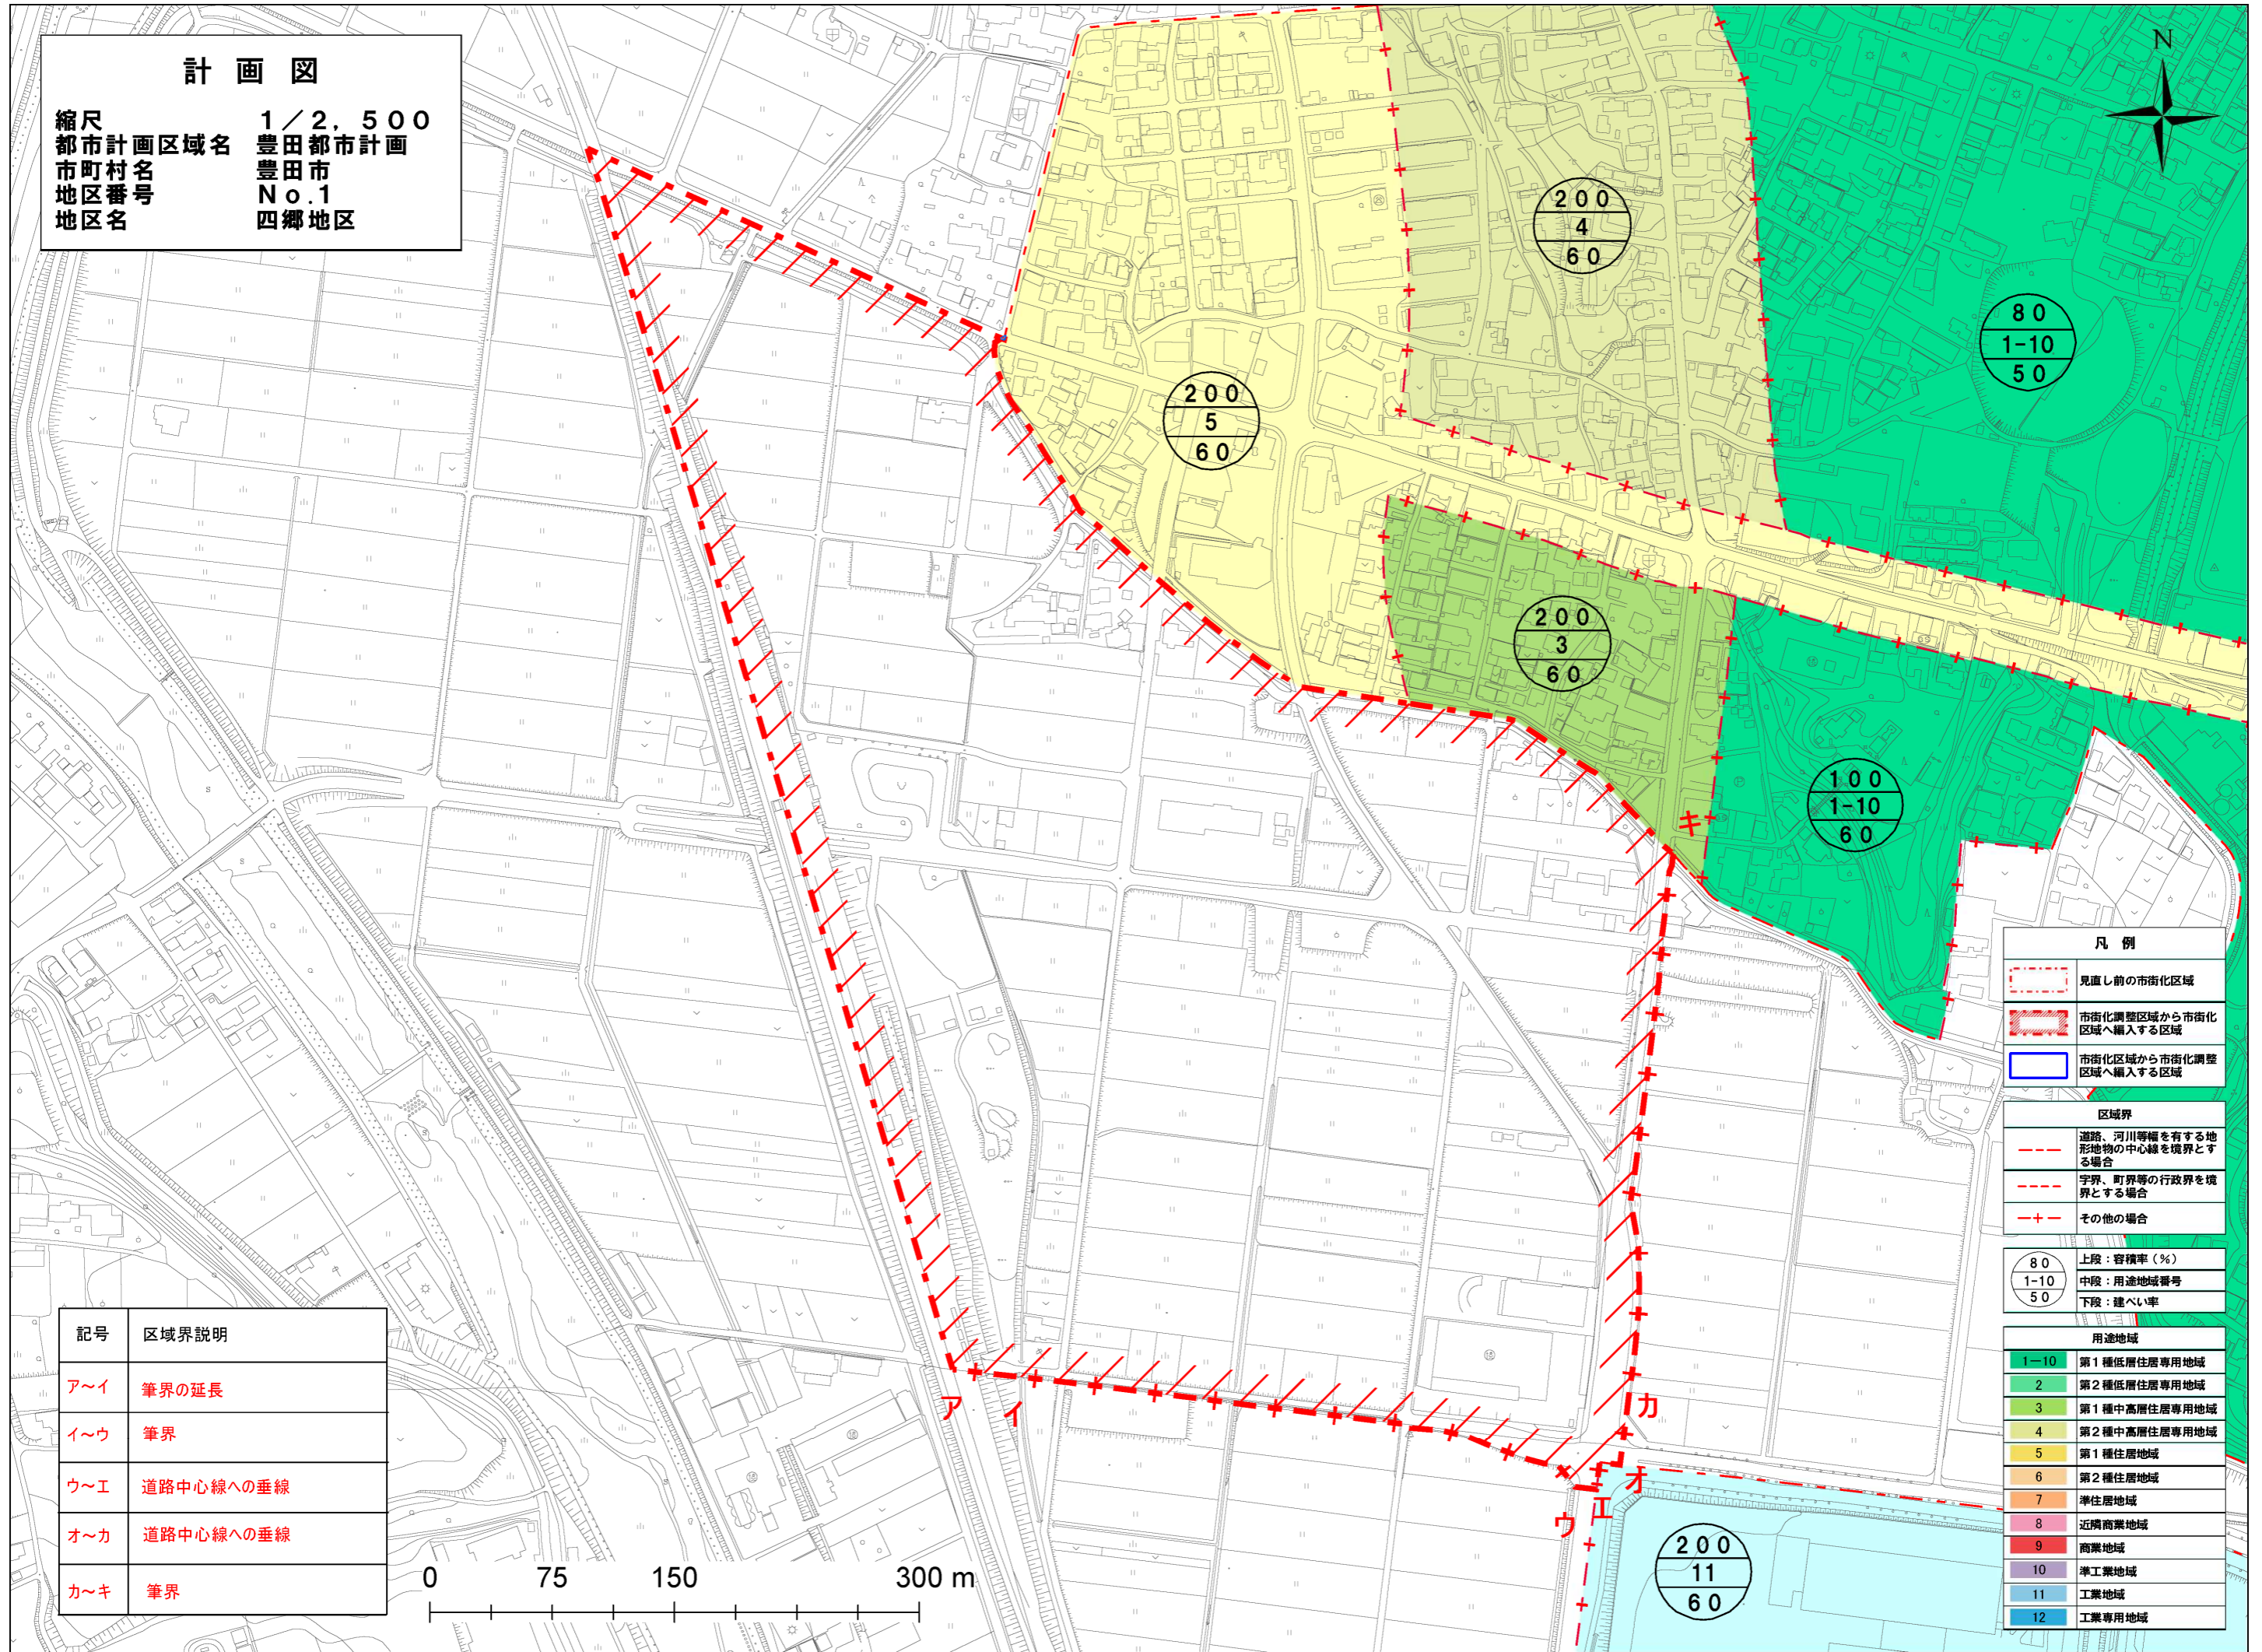 計画図
縮尺 1／2，500
都市計画区域名 豊田都市計画
市町村名 豊田市
地区番号 No.1
地区名 四郷地区
N
200
4
60
80
1-10
50
200
5
60
200
3
60
100
1-10
60
キ
ア
イ
カ
オ
エ
ウ
200
11
60
記号 区域界説明
ア～イ 筆界の延長
イ～ウ 筆界
ウ～エ 道路中心線への垂線
オ～カ 道路中心線への垂線
カ～キ 筆界
0 75 150 300 m
凡 例
見直し前の市街化区域
市街化調整区域から市街化
区域へ編入する区域
市街化区域から市街化調整
区域へ編入する区域
区域界
道路、河川等幅を有する地
形地物の中心線を境界とす
る場合
字界、町界等の行政界を境
界とする場合
その他の場合
80
1-10
50
上段：容積率（％）
中段：用途地域番号
下段：建ぺい率
用途地域
1－10 第1種低層住居専用地域
2 第2種低層住居専用地域
3 第1種中高層住居専用地域
4 第2種中高層住居専用地域
5 第1種住居地域
6 第2種住居地域
7 準住居地域
8 近隣商業地域
9 商業地域
10 準工業地域
11 工業地域
12 工業専用地域